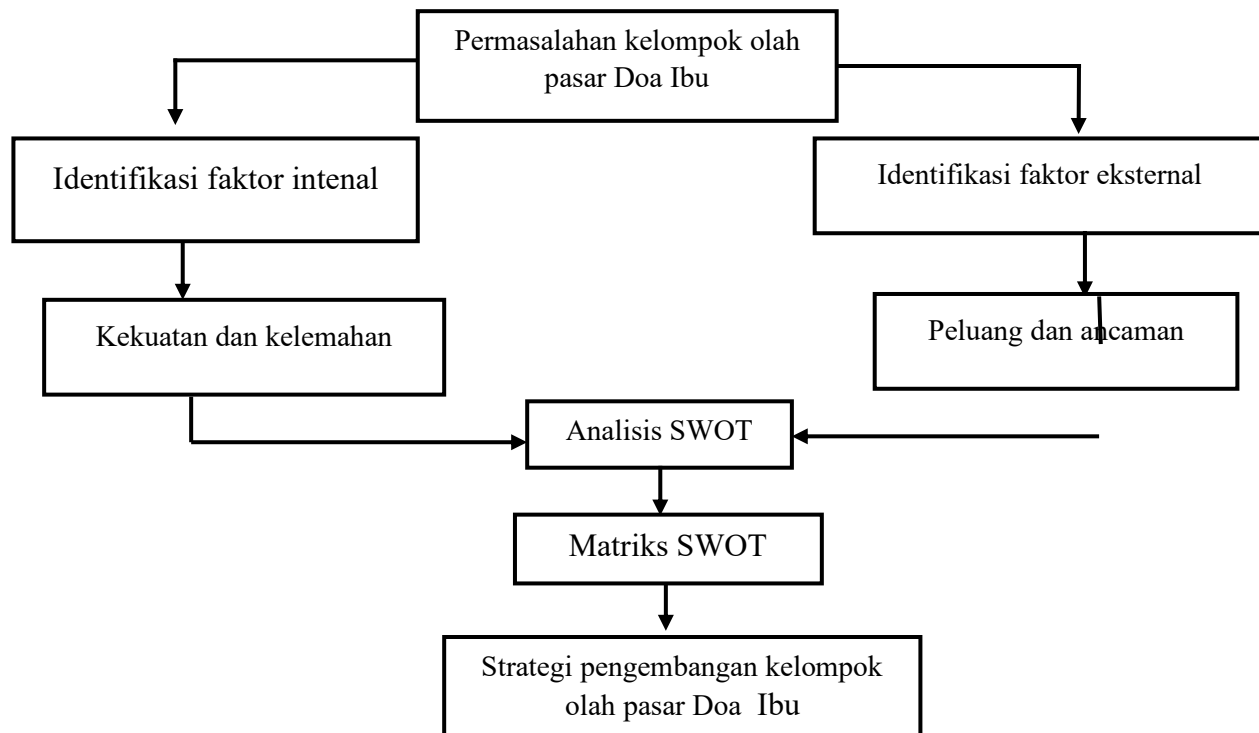 Permasalahan kelompok olah
pasar Doa Ibu
Identifikasi faktor intenal
Identifikasi faktor eksternal
Kekuatan dan kelemahan
Peluang dan ancaman
Analisis SWOT
Matriks SWOT
Strategi pengembangan kelompok
olah pasar Doa Ibu